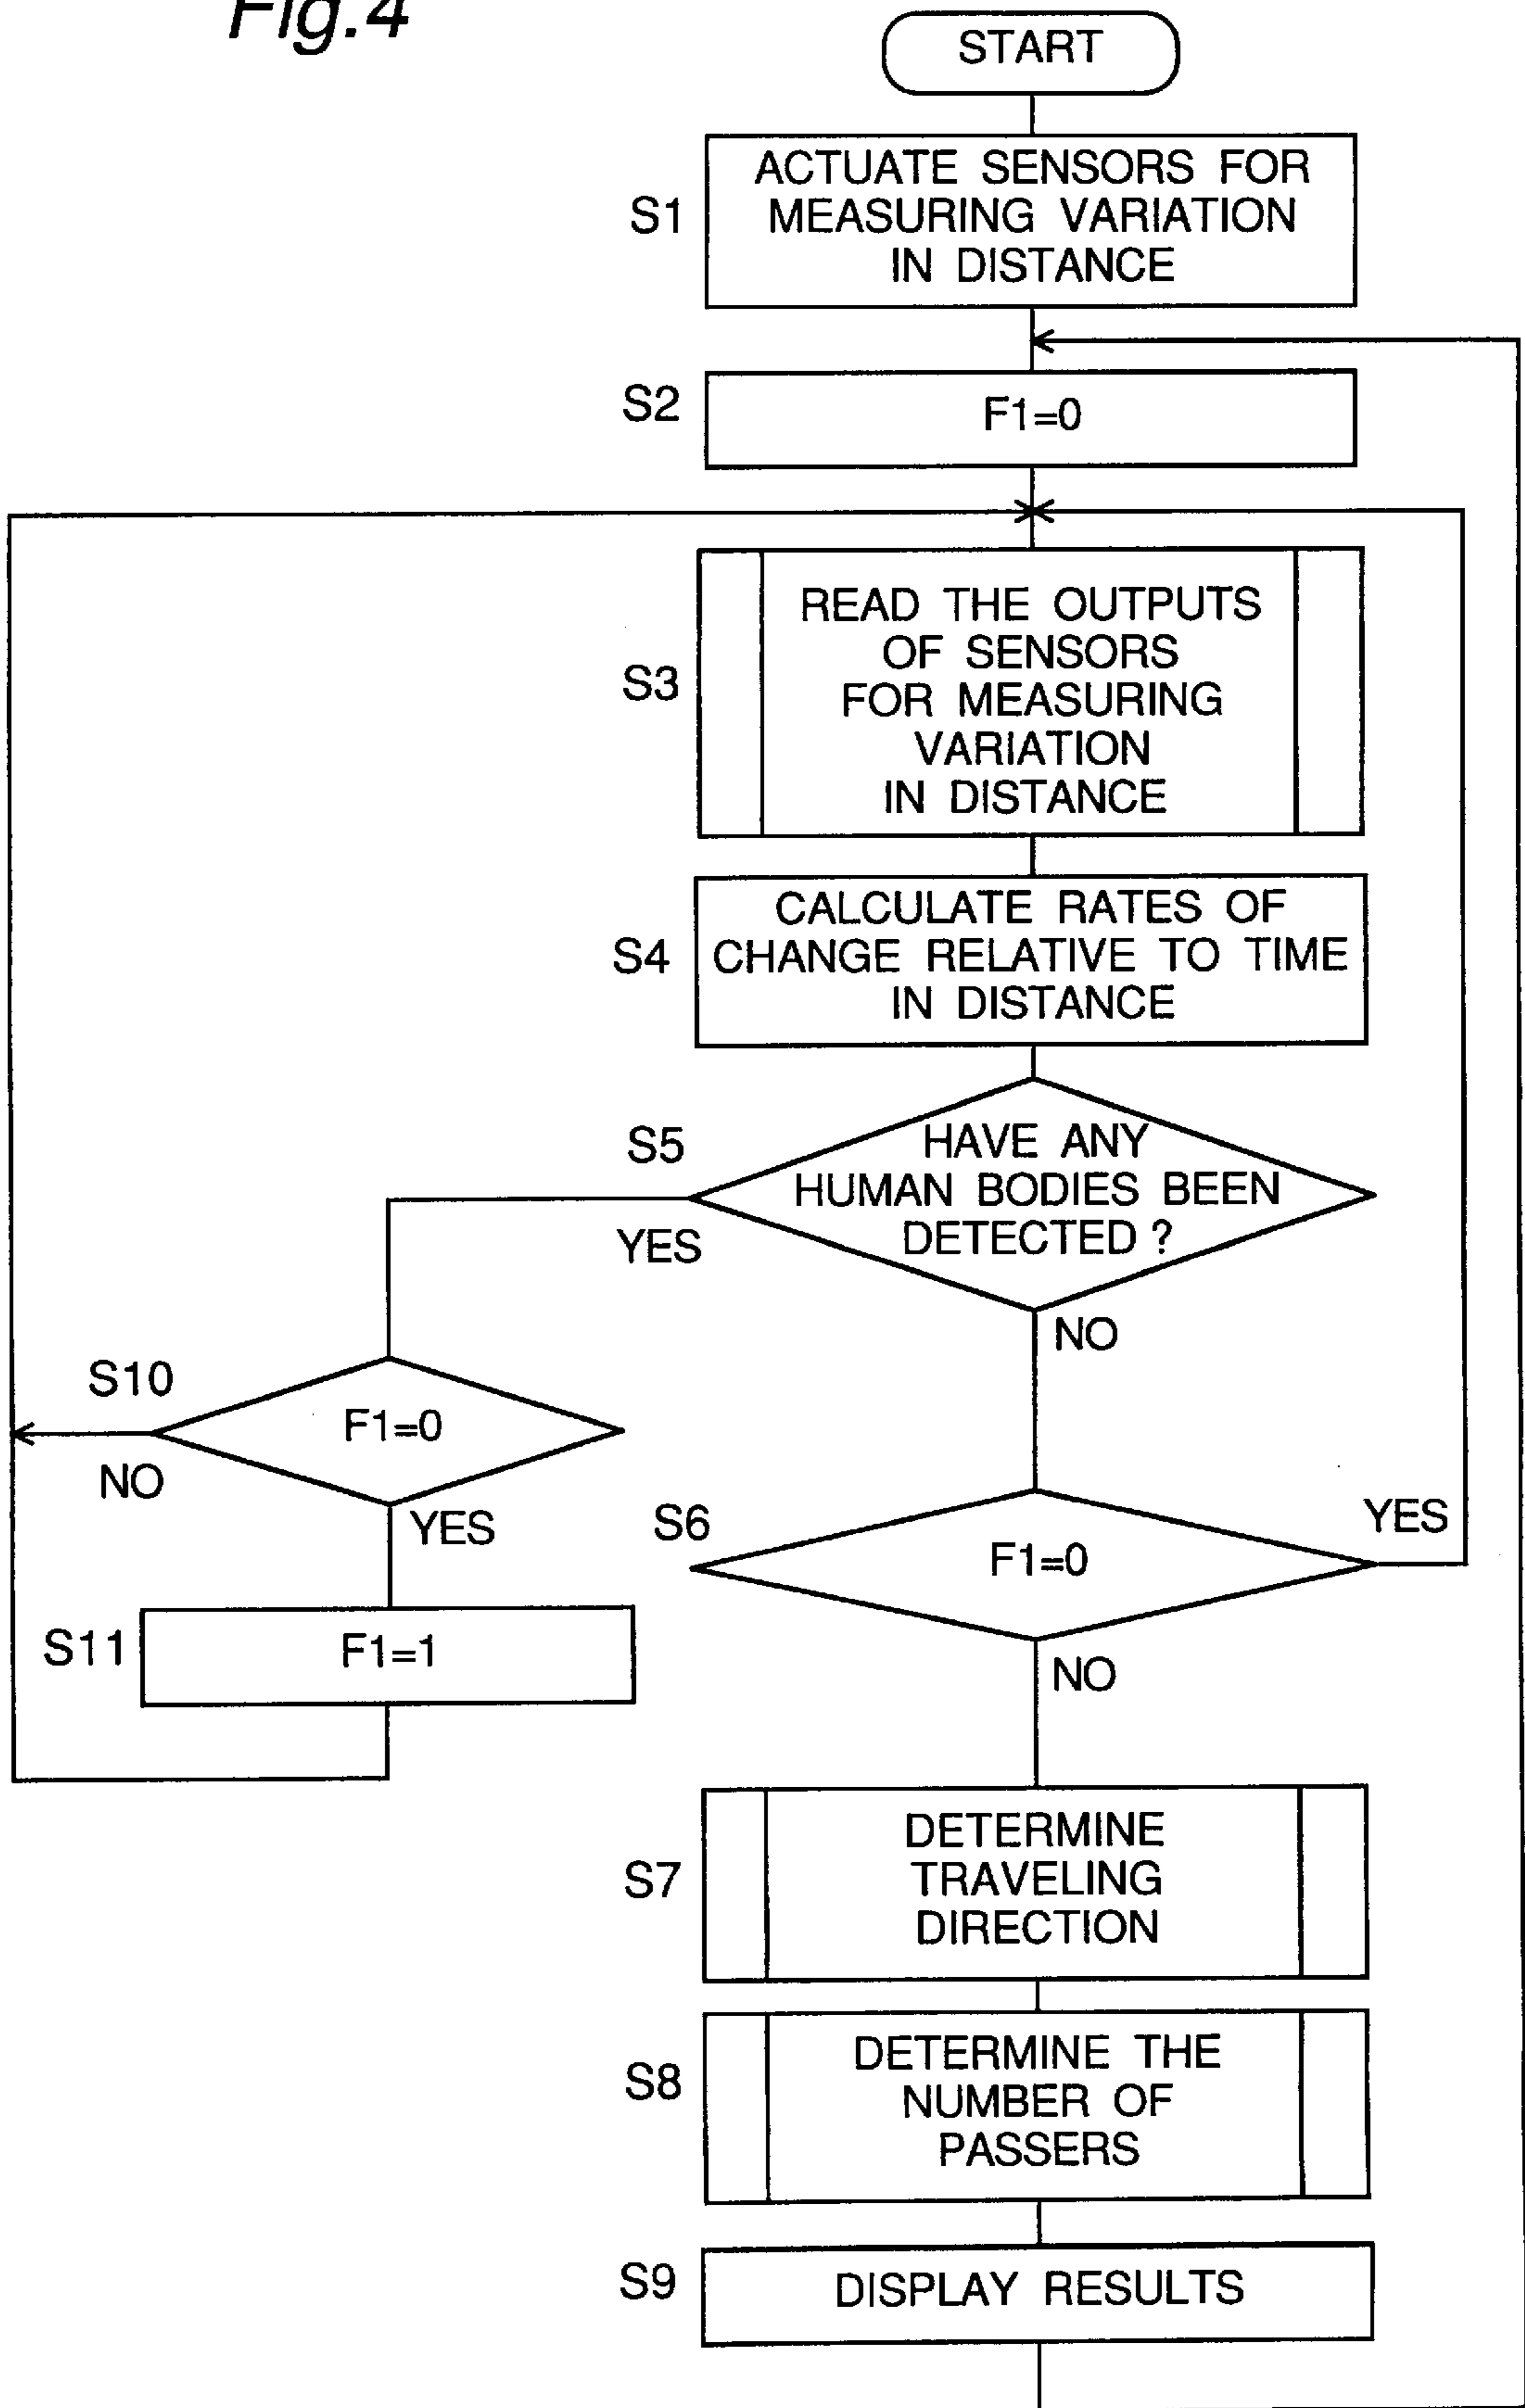 Fig.4
START
S1
ACTUATE SENSORS FOR
MEASURING VARIATION
IN DISTANCE
S2
F1=0
S3
READ THE OUTPUTS
OF SENSORS
FOR MEASURING
VARIATION
IN DISTANCE
S4
CALCULATE RATES OF
CHANGE RELATIVE TO TIME
IN DISTANCE
S5
HAVE ANY
HUMAN BODIES BEEN
DETECTED ?
YES
NO
S10
F1=0
NO
YES
S11
F1=1
S6
F1=0
YES
NO
S7
DETERMINE
TRAVELING
DIRECTION
S8
DETERMINE THE
NUMBER OF
PASSERS
S9
DISPLAY RESULTS